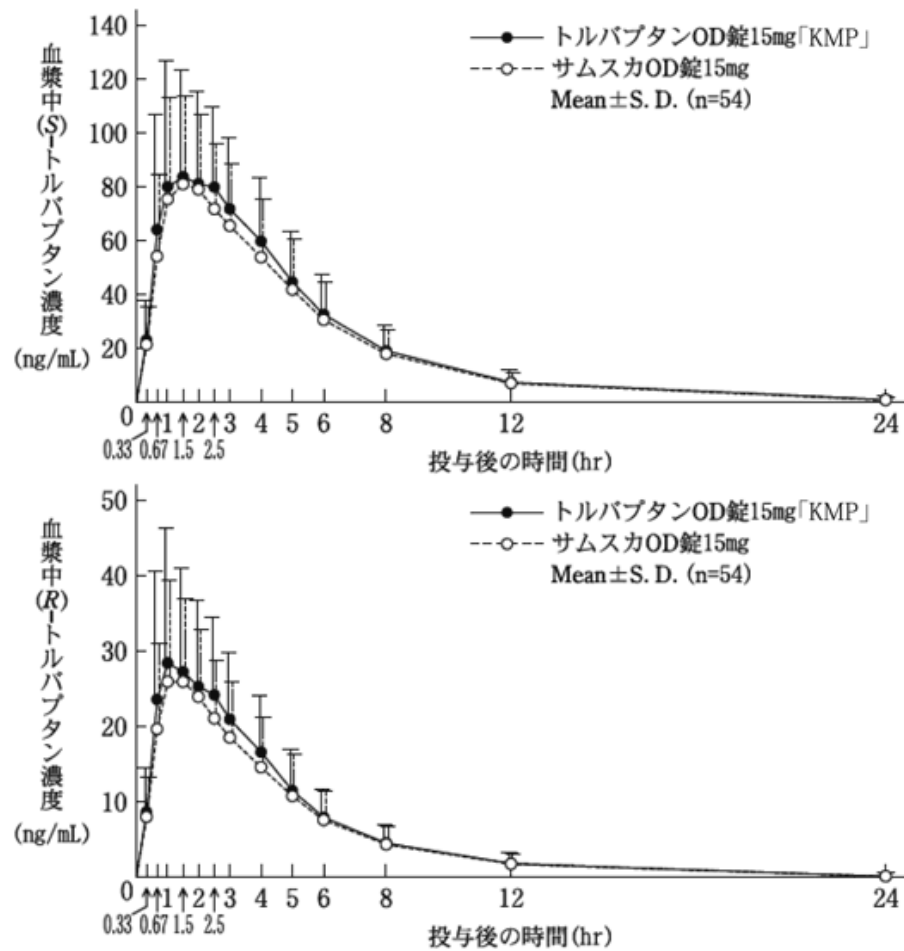 140
120
100
80
60
40
20
0
血漿中(S)-トルバプタン濃度
(ng/mL)
トルバプタンOD錠15mg「KMP」
サムスカOD錠15mg
Mean±S. D. (n=54)
1 2 3 4 5 6 8 12 24
0.33 0.67 1.5 2.5
投与後の時間(hr)
50
40
30
20
10
0
血漿中(R)-トルバプタン濃度
(ng/mL)
トルバプタンOD錠15mg「KMP」
サムスカOD錠15mg
Mean±S. D. (n=54)
1 2 3 4 5 6 8 12 24
0.33 0.67 1.5 2.5
投与後の時間(hr)